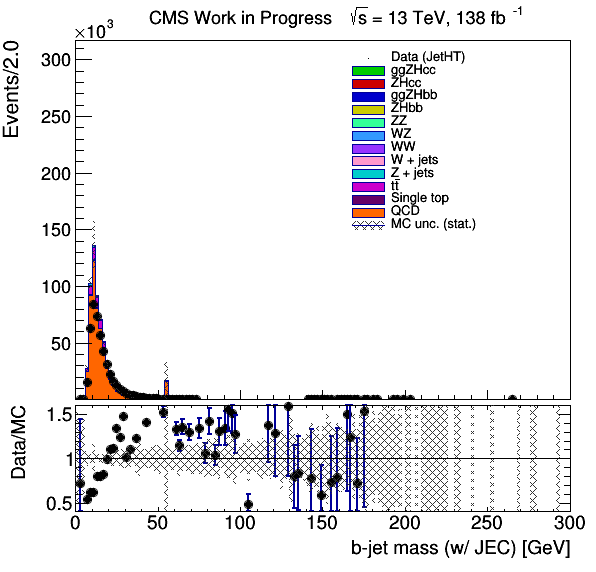 CMS Work in Progress √s = 13 TeV, 138 fb⁻¹
×10³
Events/2.0
300
250
200
150
100
50
Data (JetHT)
ggZHcc
ZHcc
ggZHbb
ZHbb
ZZ
WZ
WW
W + jets
Z + jets
tt̄
Single top
QCD
MC unc. (stat.)
Data/MC
1.5
1
0.5
0 50 100 150 200 250 300
b-jet mass (w/ JEC) [GeV]